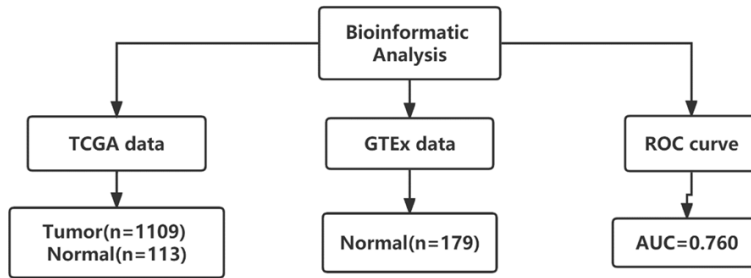 Bioinformatic
Analysis
TCGA data
GTEx data
ROC curve
Tumor(n=1109)
Normal(n=113)
Normal(n=179)
AUC=0.760